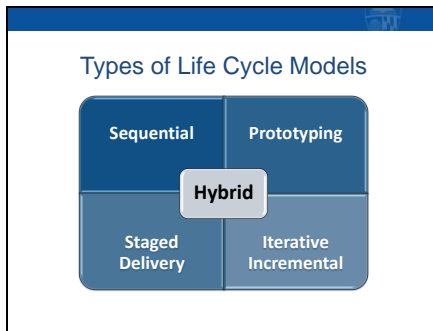 Types of Life Cycle Models
Sequential
Prototyping
Hybrid
Staged
Delivery
Iterative
Incremental